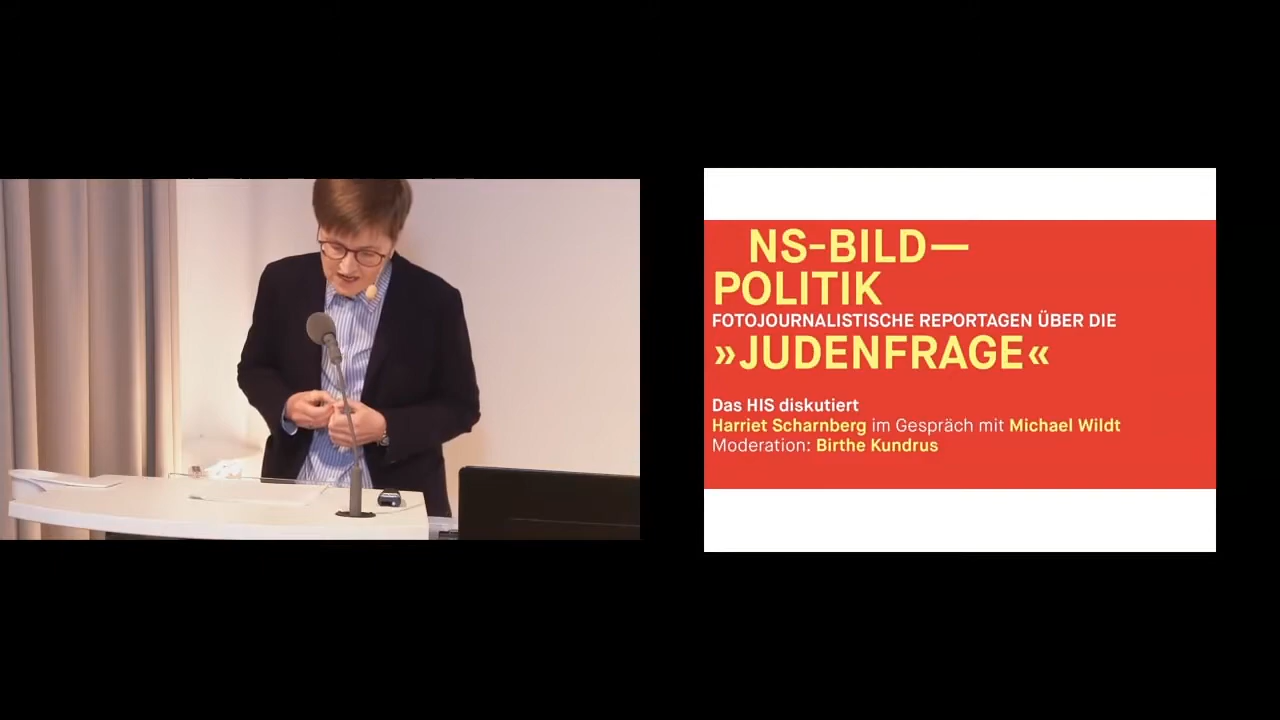 NS-BILD—
POLITIK
FOTOJOURNALISTISCHE REPORTAGEN ÜBER DIE
»JUDENFRAGE«
Das HIS diskutiert
Harriet Scharnberg im Gespräch mit Michael Wildt
Moderation: Birthe Kundrus